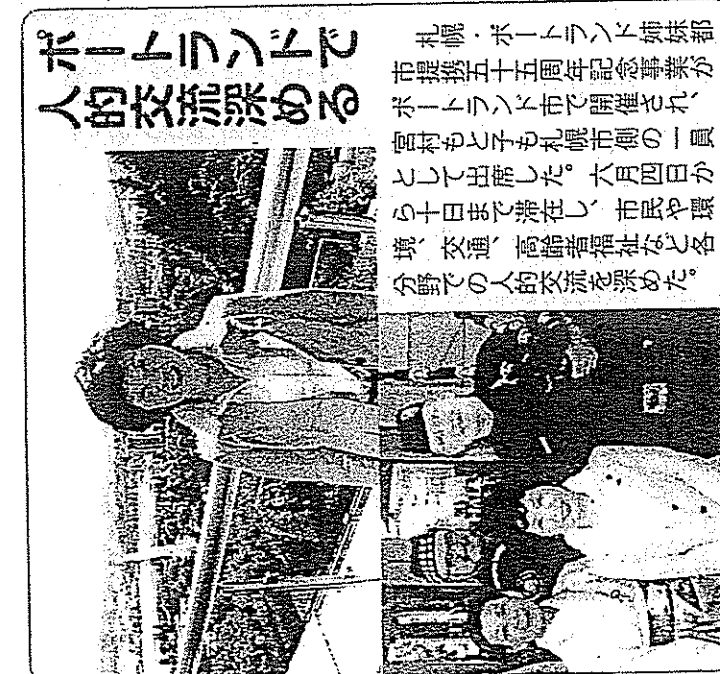 ポートランドで
人的交流深める
札幌・ポートランド姉妹都
市提携五十五周年記念事業が
ポートランド市で開催され、
宮村もと子も札幌市側の一員
として出席した。六月四日か
ら十日まで滞在し、市民や環
境、交通、高齢者福祉など各
分野での人的交流を深めた。